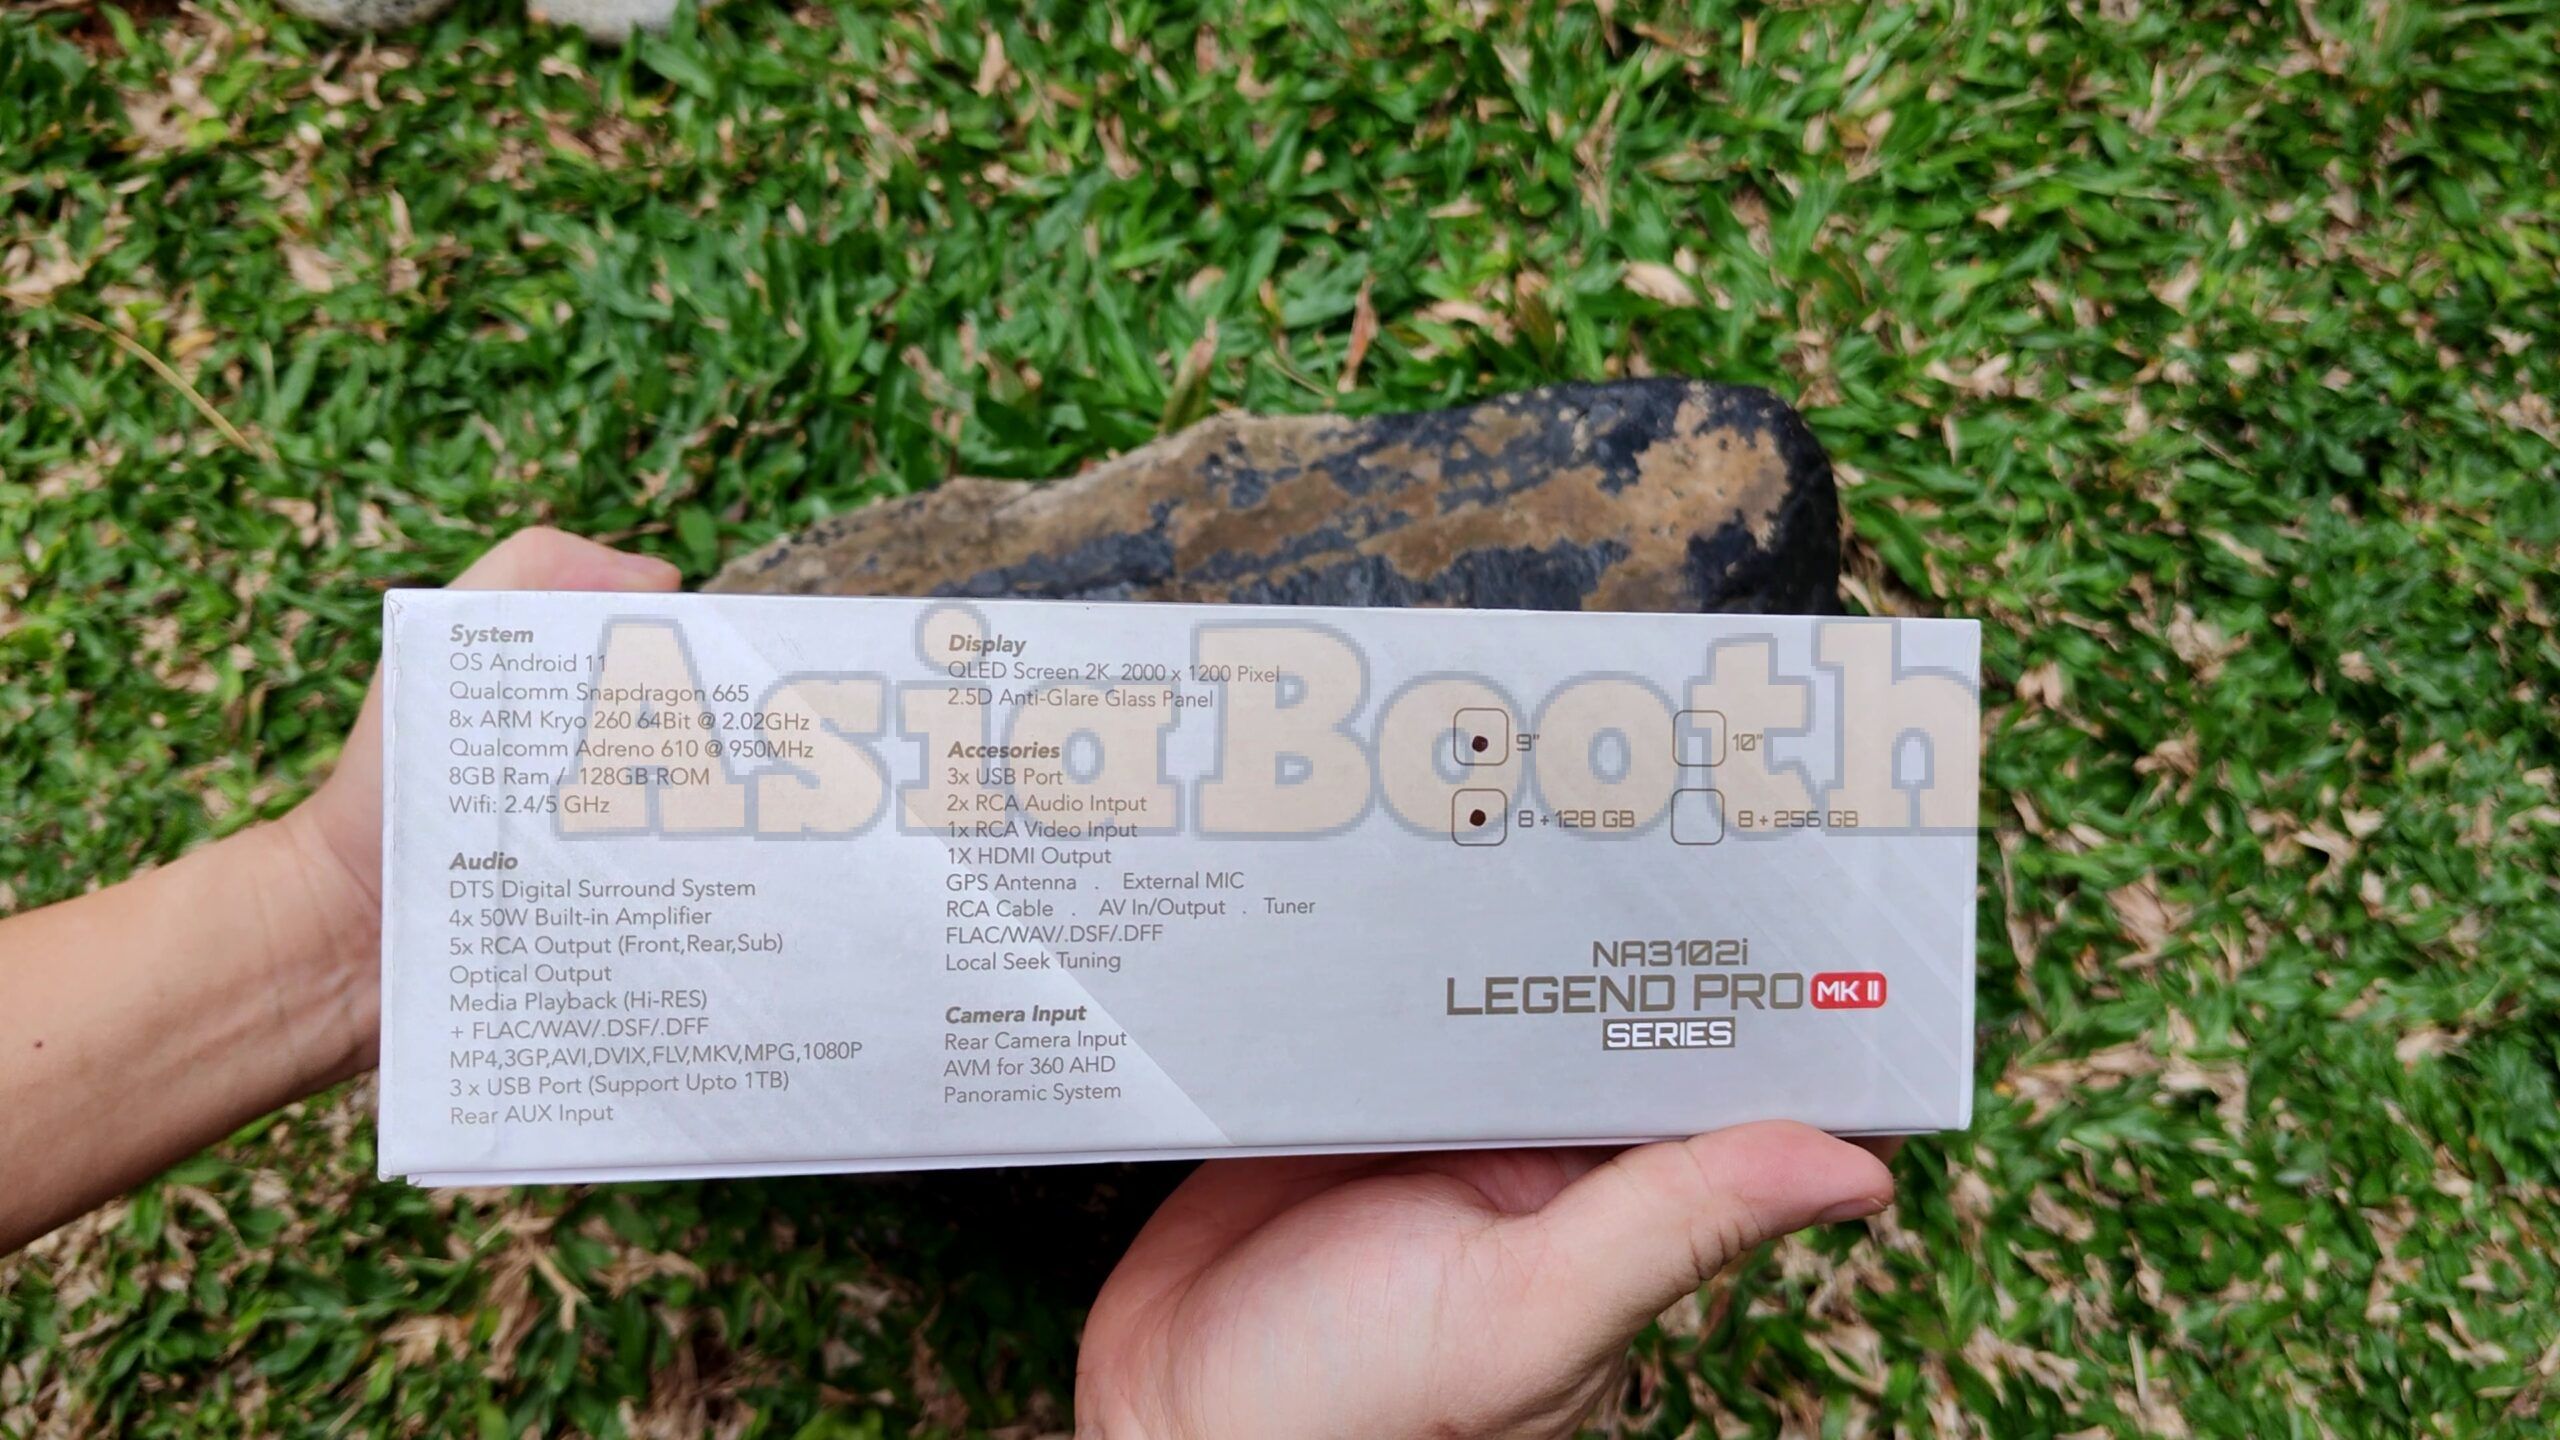 AsiaBooth
System
OS Android 11
Qualcomm Snapdragon 665
8x ARM Kryo 260 64Bit @ 2.02GHz
Qualcomm Adreno 610 @ 950MHz
8GB Ram / 128GB ROM
Wifi: 2.4/5 GHz
Audio
DTS Digital Surround System
4x 50W Built-in Amplifier
5x RCA Output (Front,Rear,Sub)
Optical Output
Media Playback (Hi-RES)
+ FLAC/WAV/.DSF/.DFF
MP4,3GP,AVI,DVIX,FLV,MKV,MPG,1080P
3 x USB Port (Support Upto 1TB)
Rear AUX Input
Display
QLED Screen 2K 2000 x 1200 Pixel
2.5D Anti-Glare Glass Panel
Accesories
3x USB Port
2x RCA Audio Intput
1x RCA Video Input
1X HDMI Output
GPS Antenna . External MIC
RCA Cable . AV In/Output . Tuner
FLAC/WAV/.DSF/.DFF
Local Seek Tuning
Camera Input
Rear Camera Input
AVM for 360 AHD
Panoramic System
9" 10"
8 + 128 GB 8 + 256 GB
NA3102i
LEGEND PRO MK II
SERIES